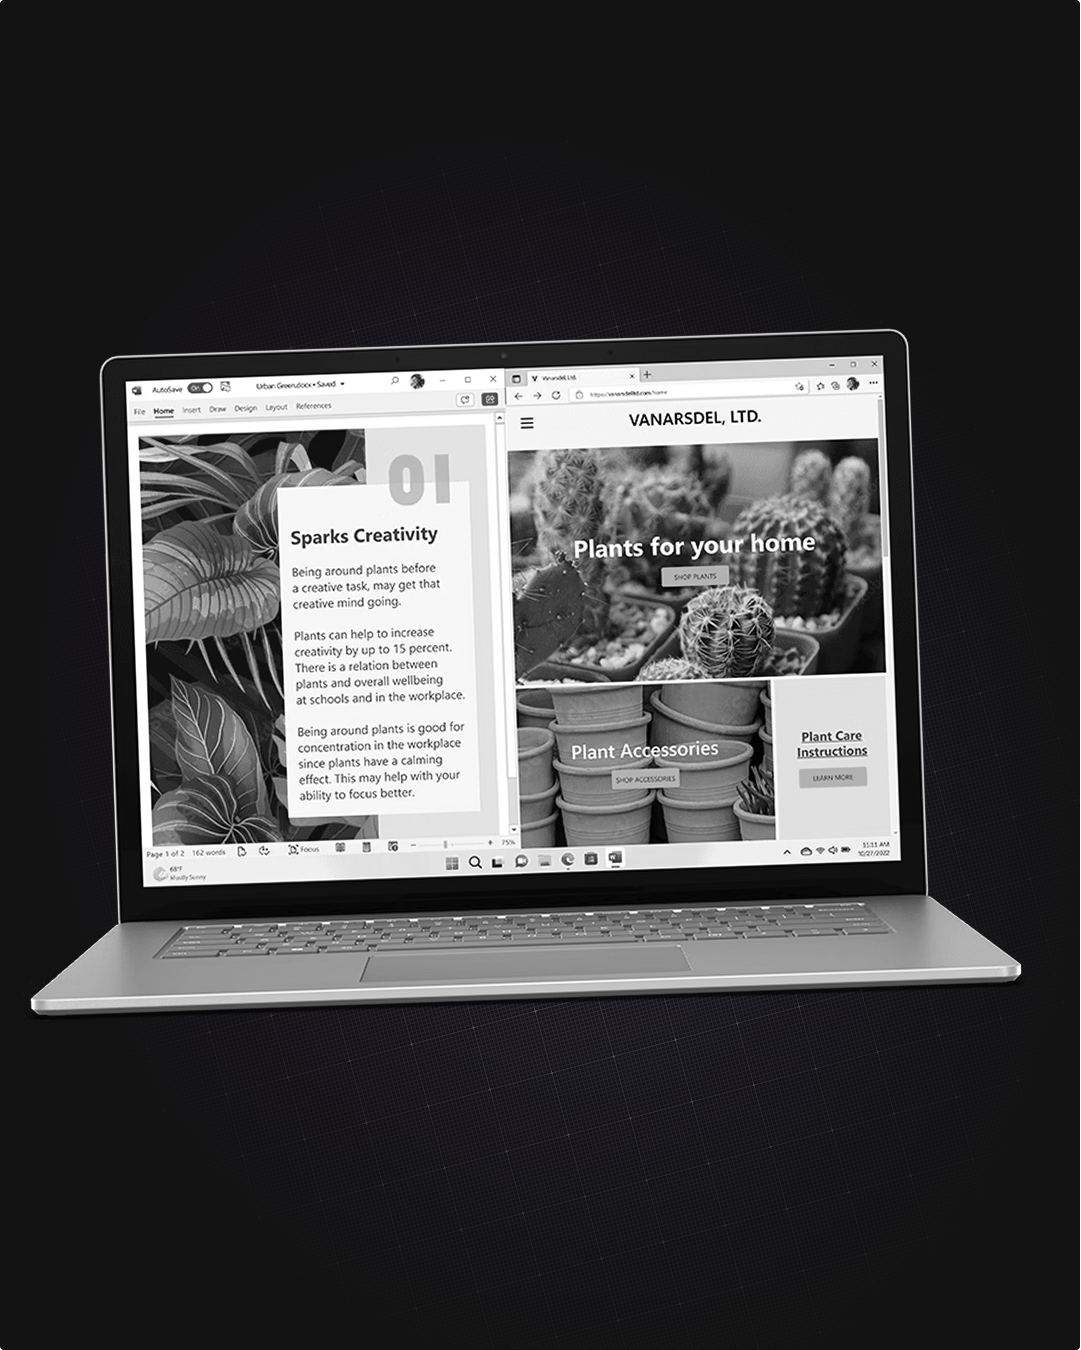 AutoSave On Urban Green.docx • Saved
File Home Insert Draw Design Layout References
01
Sparks Creativity
Being around plants before
a creative task, may get that
creative mind going.
Plants can help to increase
creativity by up to 15 percent.
There is a relation between
plants and overall wellbeing
at schools and in the workplace.
Being around plants is good for
concentration in the workplace
since plants have a calming
effect. This may help with your
ability to focus better.
Page 1 of 2 162 words Focus 75%
Vanarsdel, Ltd.
https://vanarsdelltd.com/home
VANARSDEL, LTD.
Plants for your home
SHOP PLANTS
Plant Accessories
SHOP ACCESSORIES
Plant Care
Instructions
LEARN MORE
68°F
Mostly Sunny
11:11 AM
10/27/2022